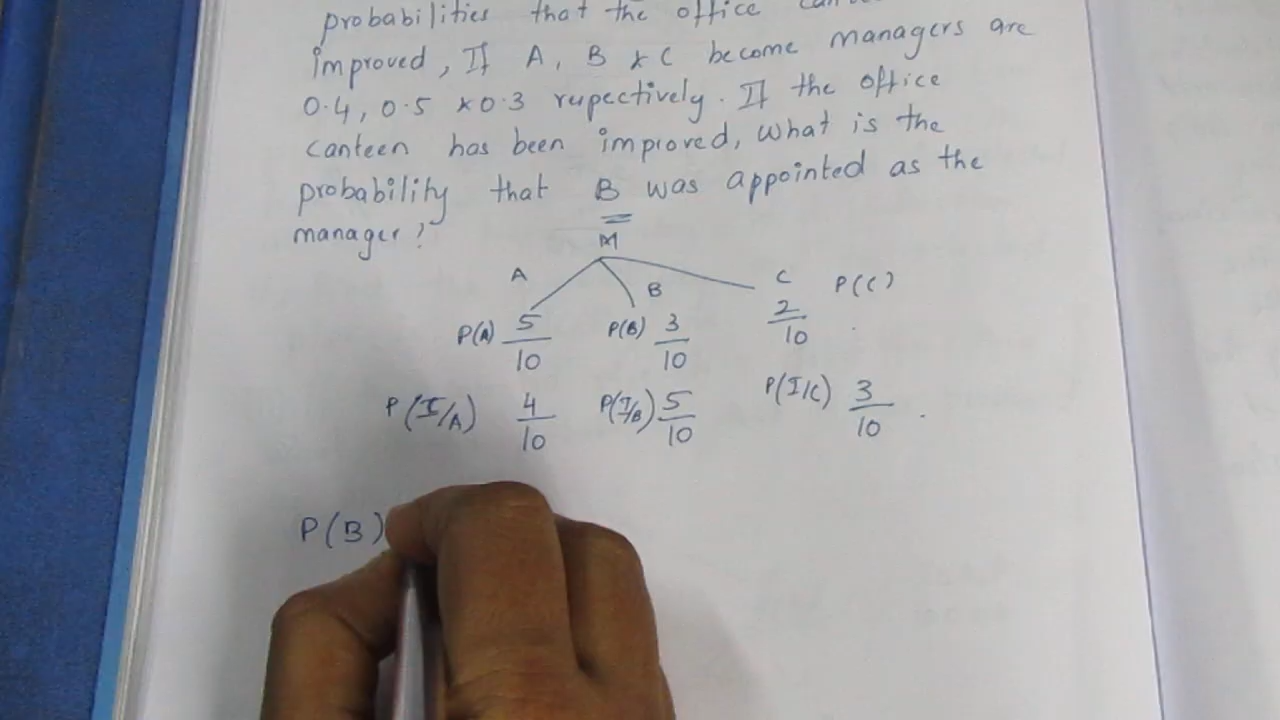 probabilities that the office
improved, If A, B & C become managers are
0.4, 0.5 & 0.3 rupectively. If the office
canteen has been improved, What is the
probability that B was appointed as the
manager?
M
A B C P(C)
P(A) 5/10 P(B) 3/10 2/10
P(I/A) 4/10 P(I/B) 5/10 P(I/C) 3/10
P(B)